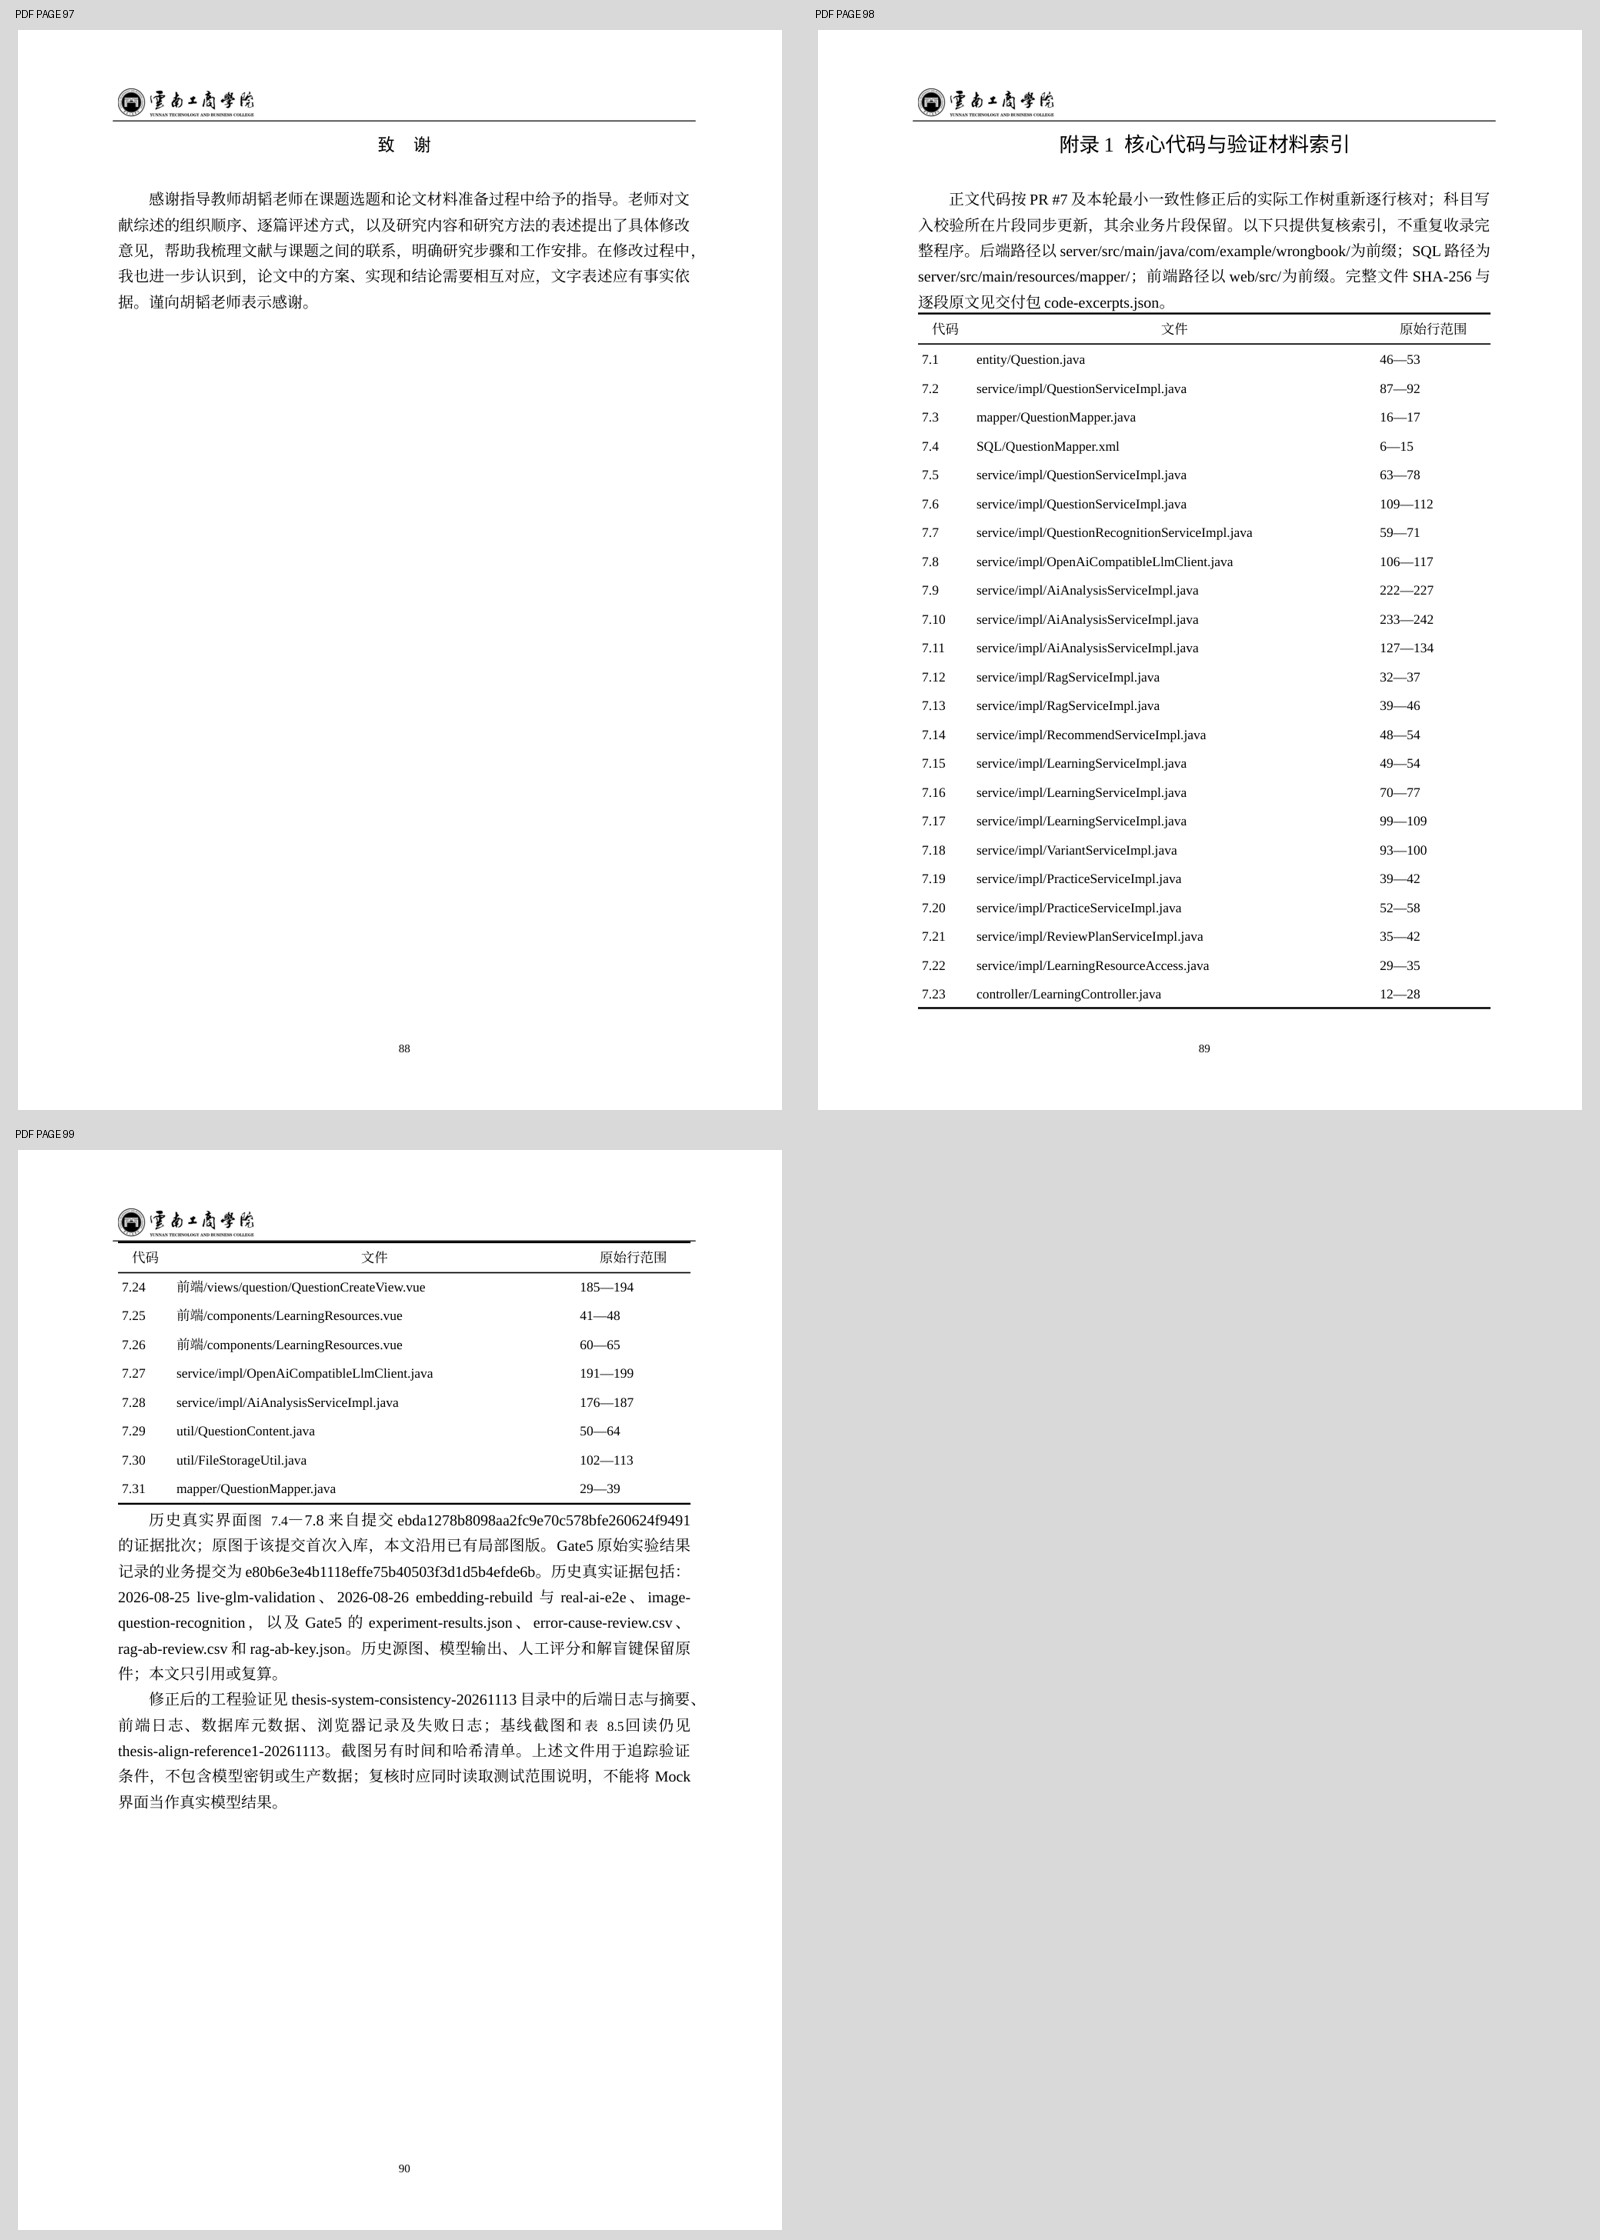 PDF PAGE 97
雲南工商學院
YUNNAN TECHNOLOGY AND BUSINESS COLLEGE
致 谢
感谢指导教师胡韬老师在课题选题和论文材料准备过程中给予的指导。老师对文
献综述的组织顺序、逐篇评述方式，以及研究内容和研究方法的表述提出了具体修改
意见，帮助我梳理文献与课题之间的联系，明确研究步骤和工作安排。在修改过程中，
我也进一步认识到，论文中的方案、实现和结论需要相互对应，文字表述应有事实依
据。谨向胡韬老师表示感谢。
88
PDF PAGE 98
雲南工商學院
YUNNAN TECHNOLOGY AND BUSINESS COLLEGE
附录 1 核心代码与验证材料索引
正文代码按 PR #7 及本轮最小一致性修正后的实际工作树重新逐行核对；科目写
入校验所在片段同步更新，其余业务片段保留。以下只提供复核索引，不重复收录完
整程序。后端路径以 server/src/main/java/com/example/wrongbook/为前缀；SQL 路径为
server/src/main/resources/mapper/；前端路径以 web/src/为前缀。完整文件 SHA-256 与
逐段原文见交付包 code-excerpts.json。
代码 文件 原始行范围
7.1 entity/Question.java 46—53
7.2 service/impl/QuestionServiceImpl.java 87—92
7.3 mapper/QuestionMapper.java 16—17
7.4 SQL/QuestionMapper.xml 6—15
7.5 service/impl/QuestionServiceImpl.java 63—78
7.6 service/impl/QuestionServiceImpl.java 109—112
7.7 service/impl/QuestionRecognitionServiceImpl.java 59—71
7.8 service/impl/OpenAiCompatibleLlmClient.java 106—117
7.9 service/impl/AiAnalysisServiceImpl.java 222—227
7.10 service/impl/AiAnalysisServiceImpl.java 233—242
7.11 service/impl/AiAnalysisServiceImpl.java 127—134
7.12 service/impl/RagServiceImpl.java 32—37
7.13 service/impl/RagServiceImpl.java 39—46
7.14 service/impl/RecommendServiceImpl.java 48—54
7.15 service/impl/LearningServiceImpl.java 49—54
7.16 service/impl/LearningServiceImpl.java 70—77
7.17 service/impl/LearningServiceImpl.java 99—109
7.18 service/impl/VariantServiceImpl.java 93—100
7.19 service/impl/PracticeServiceImpl.java 39—42
7.20 service/impl/PracticeServiceImpl.java 52—58
7.21 service/impl/ReviewPlanServiceImpl.java 35—42
7.22 service/impl/LearningResourceAccess.java 29—35
7.23 controller/LearningController.java 12—28
89
PDF PAGE 99
雲南工商學院
YUNNAN TECHNOLOGY AND BUSINESS COLLEGE
代码 文件 原始行范围
7.24 前端/views/question/QuestionCreateView.vue 185—194
7.25 前端/components/LearningResources.vue 41—48
7.26 前端/components/LearningResources.vue 60—65
7.27 service/impl/OpenAiCompatibleLlmClient.java 191—199
7.28 service/impl/AiAnalysisServiceImpl.java 176—187
7.29 util/QuestionContent.java 50—64
7.30 util/FileStorageUtil.java 102—113
7.31 mapper/QuestionMapper.java 29—39
历史真实界面图 7.4—7.8 来自提交 ebda1278b8098aa2fc9e70c578bfe260624f9491
的证据批次；原图于该提交首次入库，本文沿用已有局部图版。Gate5 原始实验结果
记录的业务提交为 e80b6e3e4b1118effe75b40503f3d1d5b4efde6b。历史真实证据包括：
2026-08-25 live-glm-validation、2026-08-26 embedding-rebuild 与 real-ai-e2e、image-
question-recognition，以及 Gate5 的 experiment-results.json、error-cause-review.csv、
rag-ab-review.csv 和 rag-ab-key.json。历史源图、模型输出、人工评分和解盲键保留原
件；本文只引用或复算。
修正后的工程验证见 thesis-system-consistency-20261113 目录中的后端日志与摘要、
前端日志、数据库元数据、浏览器记录及失败日志；基线截图和表 8.5回读仍见
thesis-align-reference1-20261113。截图另有时间和哈希清单。上述文件用于追踪验证
条件，不包含模型密钥或生产数据；复核时应同时读取测试范围说明，不能将 Mock
界面当作真实模型结果。
90